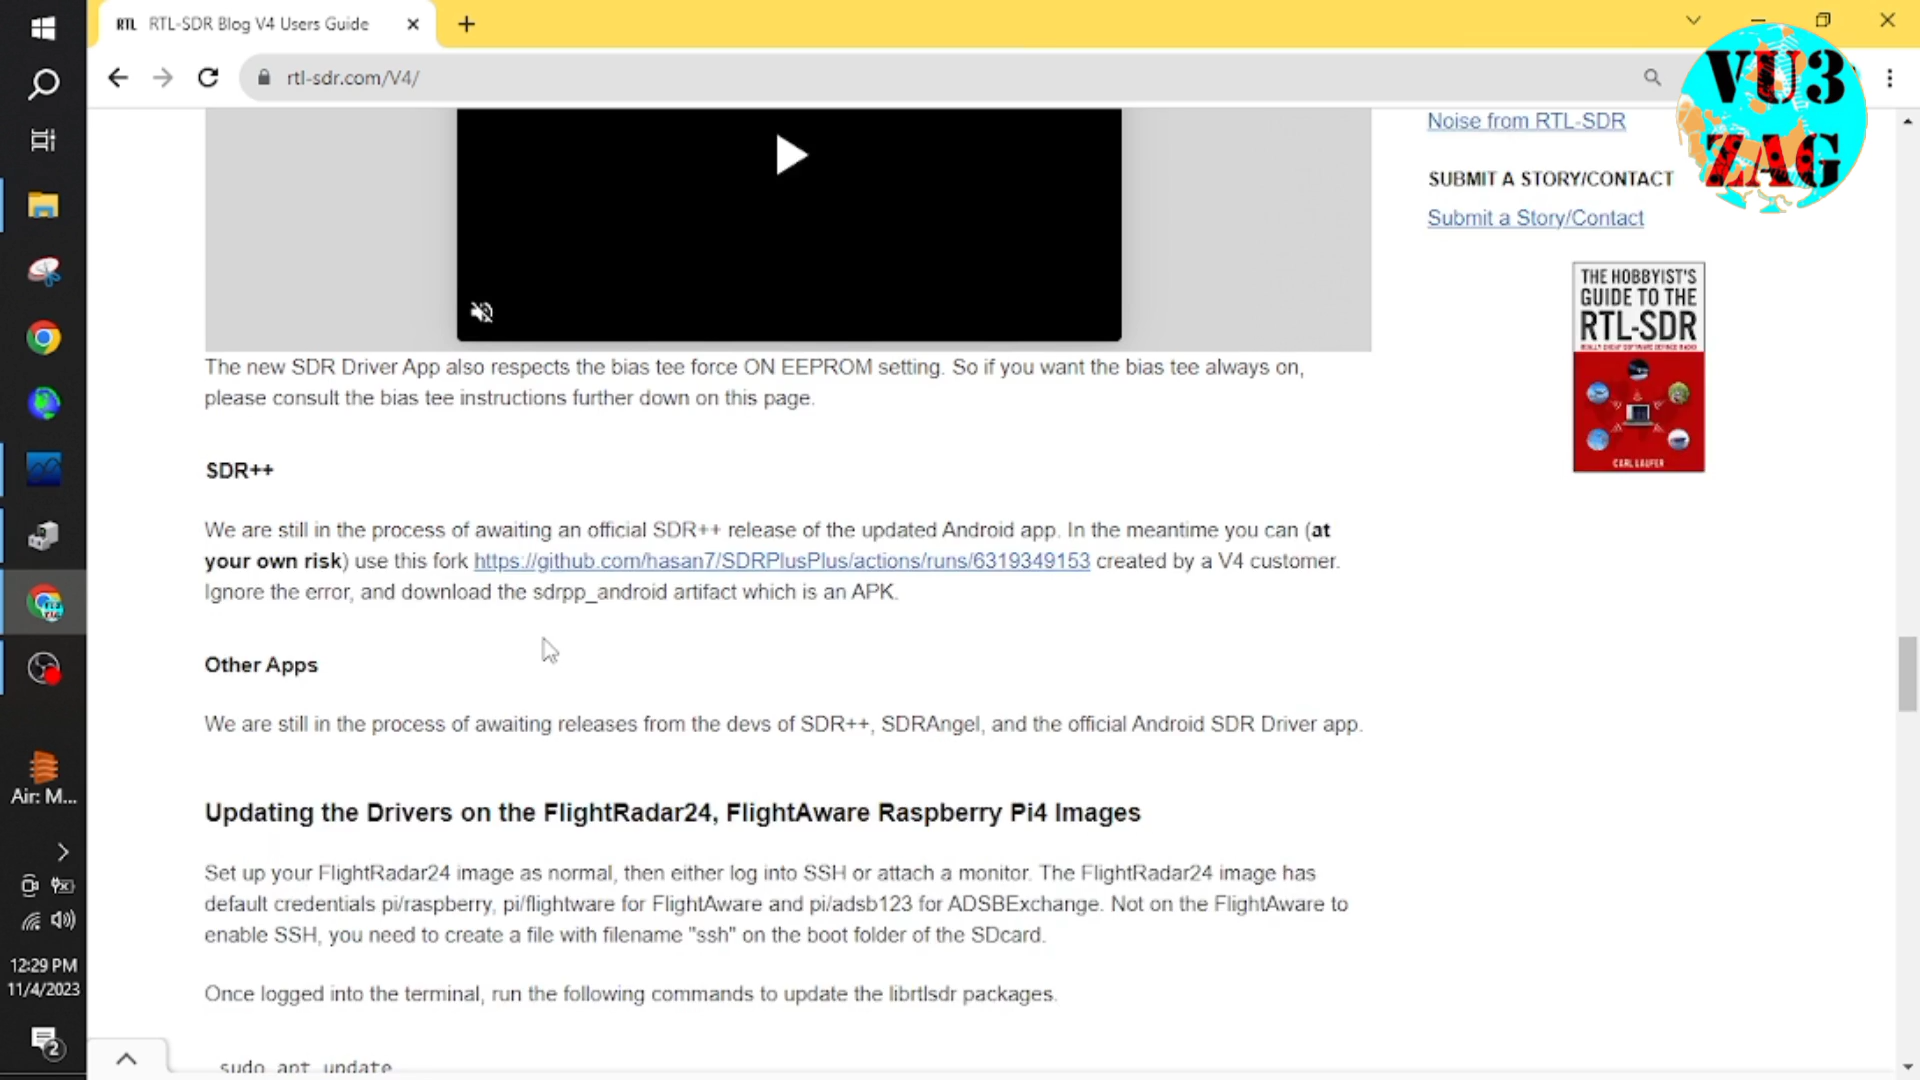 RTL RTL-SDR Blog V4 Users Guide
rtl-sdr.com/V4/
VU3
ZAG
Noise from RTL-SDR
SUBMIT A STORY/CONTACT
Submit a Story/Contact
THE HOBBYIST'S
GUIDE TO THE
RTL-SDR
REALLY CHEAP SOFTWARE DEFINED RADIO
CARL LAUFER
The new SDR Driver App also respects the bias tee force ON EEPROM setting. So if you want the bias tee always on,
please consult the bias tee instructions further down on this page.
SDR++
We are still in the process of awaiting an official SDR++ release of the updated Android app. In the meantime you can (at
your own risk) use this fork https://github.com/hasan7/SDRPlusPlus/actions/runs/6319349153 created by a V4 customer.
Ignore the error, and download the sdrpp_android artifact which is an APK.
Other Apps
We are still in the process of awaiting releases from the devs of SDR++, SDRAngel, and the official Android SDR Driver app.
Updating the Drivers on the FlightRadar24, FlightAware Raspberry Pi4 Images
Set up your FlightRadar24 image as normal, then either log into SSH or attach a monitor. The FlightRadar24 image has
default credentials pi/raspberry, pi/flightware for FlightAware and pi/adsb123 for ADSBExchange. Not on the FlightAware to
enable SSH, you need to create a file with filename "ssh" on the boot folder of the SDcard.
Once logged into the terminal, run the following commands to update the librtlsdr packages.
sudo apt update
Air: M...
12:29 PM
11/4/2023
2